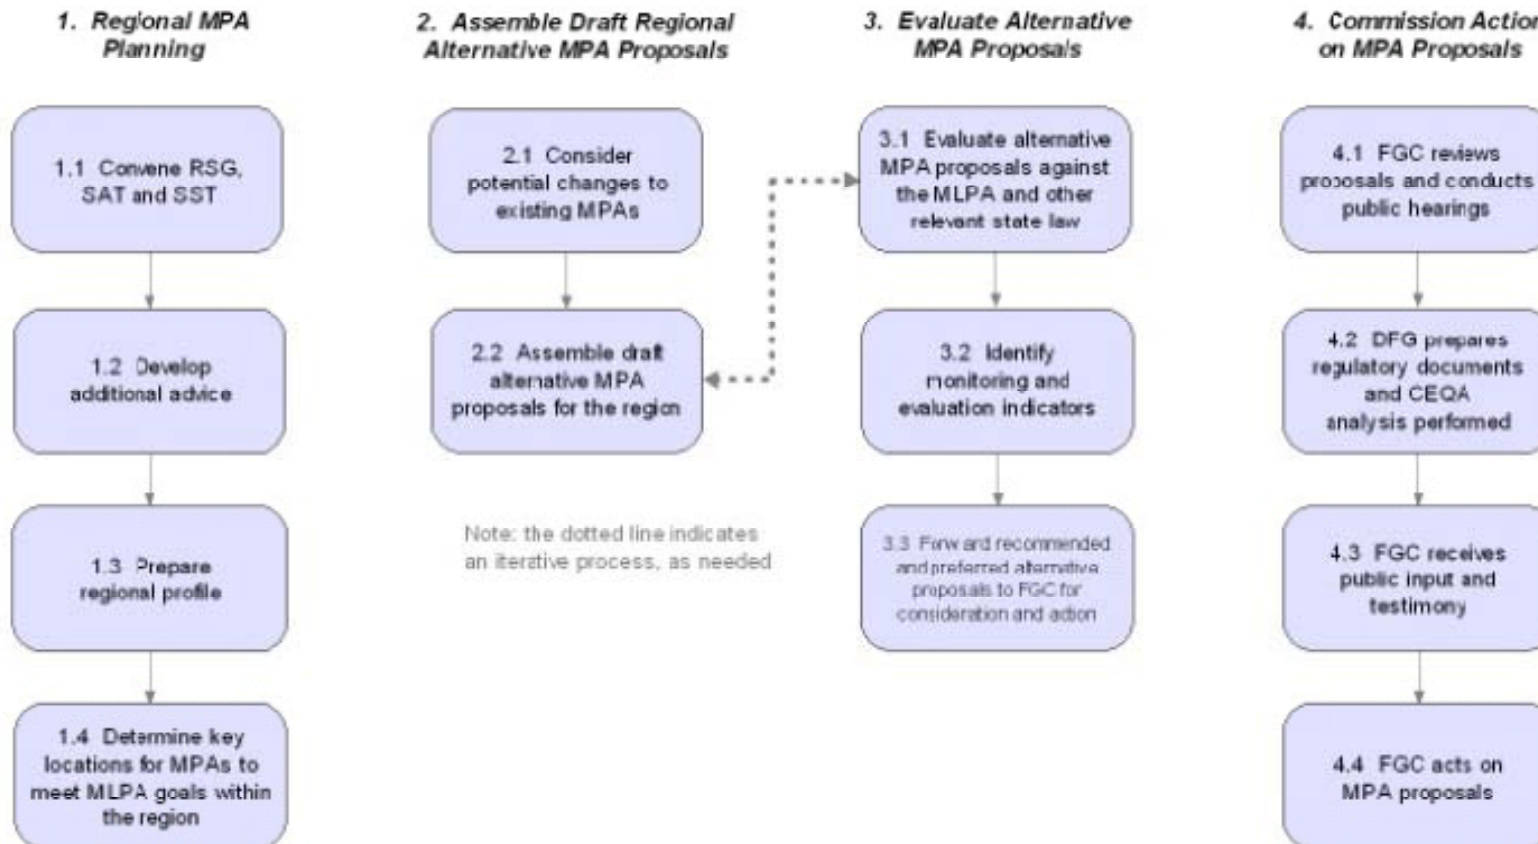 1. Regional MPA
Planning
1.1 Convene RSG,
SAT and SST
1.2 Develop
additional advice
1.3 Prepare
regional profile
1.4 Determine key
locations for MPAs to
meet MLPA goals within
the region
2. Assemble Draft Regional
Alternative MPA Proposals
2.1 Consider
potential changes to
existing MPAs
2.2 Assemble draft
alternative MPA
proposals for the region
Note: the dotted line indicates
an iterative process, as needed
3. Evaluate Alternative
MPA Proposals
3.1 Evaluate alternative
MPA proposals against
the MLPA and other
relevant state law
3.2 Identify
monitoring and
evaluation indicators
3.3 Forward recommended
and preferred alternative
proposals to FGC for
consideration and action
4. Commission Action
on MPA Proposals
4.1 FGC reviews
proposals and conducts
public hearings
4.2 DFG prepares
regulatory documents
and CEQA
analysis performed
4.3 FGC receives
public input and
testimony
4.4 FGC acts on
MPA proposals